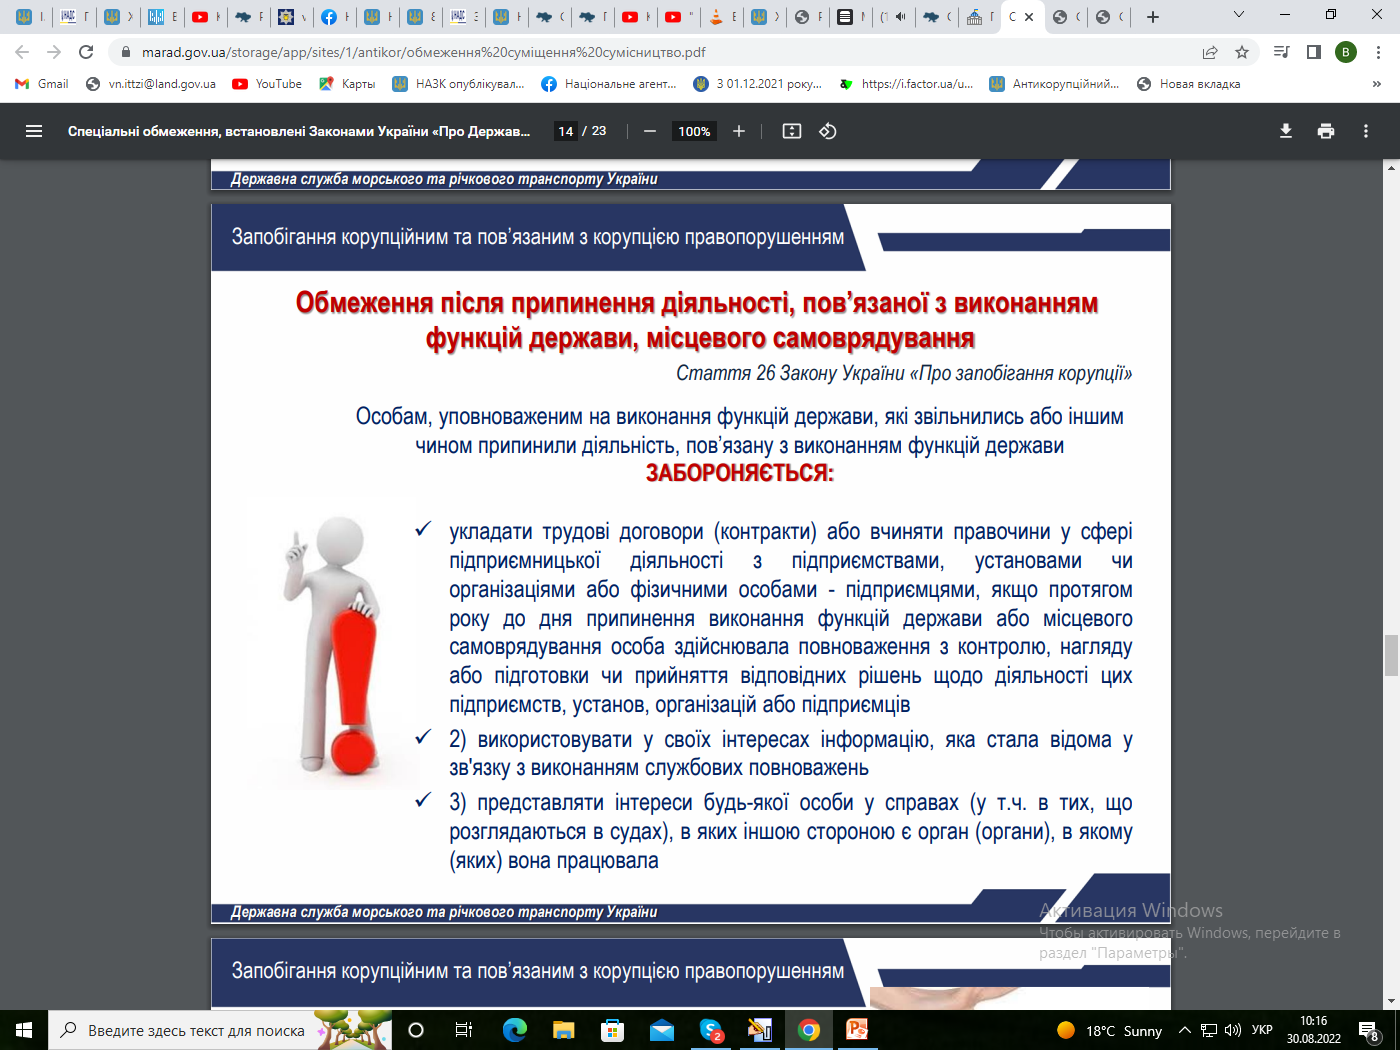 marad.gov.ua/storage/app/sites/1/antikor/обмеження%20суміщення%20сумісництво.pdf
B
Gmail
vn.ittzi@land.gov.ua
YouTube
Карты
НАЗК опублікувал...
Національне агент...
З 01.12.2021 року...
https://i.factor.ua/u...
Антикорупційний...
Новая вкладка
»
Спеціальні обмеження, встановлені Законами України «Про Держав...
14 / 23
100%
Державна служба морського та річкового транспорту України
Запобігання корупційним та пов’язаним з корупцією правопорушенням
Обмеження після припинення діяльності, пов’язаної з виконанням
функцій держави, місцевого самоврядування
Стаття 26 Закону України «Про запобігання корупції»
Особам, уповноваженим на виконання функцій держави, які звільнились або іншим
чином припинили діяльність, пов’язану з виконанням функцій держави
ЗАБОРОНЯЄТЬСЯ:
✓ укладати трудові договори (контракти) або вчиняти правочини у сфері
підприємницької діяльності з підприємствами, установами чи
організаціями або фізичними особами - підприємцями, якщо протягом
року до дня припинення виконання функцій держави або місцевого
самоврядування особа здійснювала повноваження з контролю, нагляду
або підготовки чи прийняття відповідних рішень щодо діяльності цих
підприємств, установ, організацій або підприємців
✓ 2) використовувати у своїх інтересах інформацію, яка стала відома у
зв'язку з виконанням службових повноважень
✓ 3) представляти інтереси будь-якої особи у справах (у т.ч. в тих, що
розглядаються в судах), в яких іншою стороною є орган (органи), в якому
(яких) вона працювала
Державна служба морського та річкового транспорту України
Активация Windows
Чтобы активировать Windows, перейдите в
раздел "Параметры".
Запобігання корупційним та пов’язаним з корупцією правопорушенням
Введите здесь текст для поиска
2
18°C Sunny
УКР
10:16
30.08.2022
8